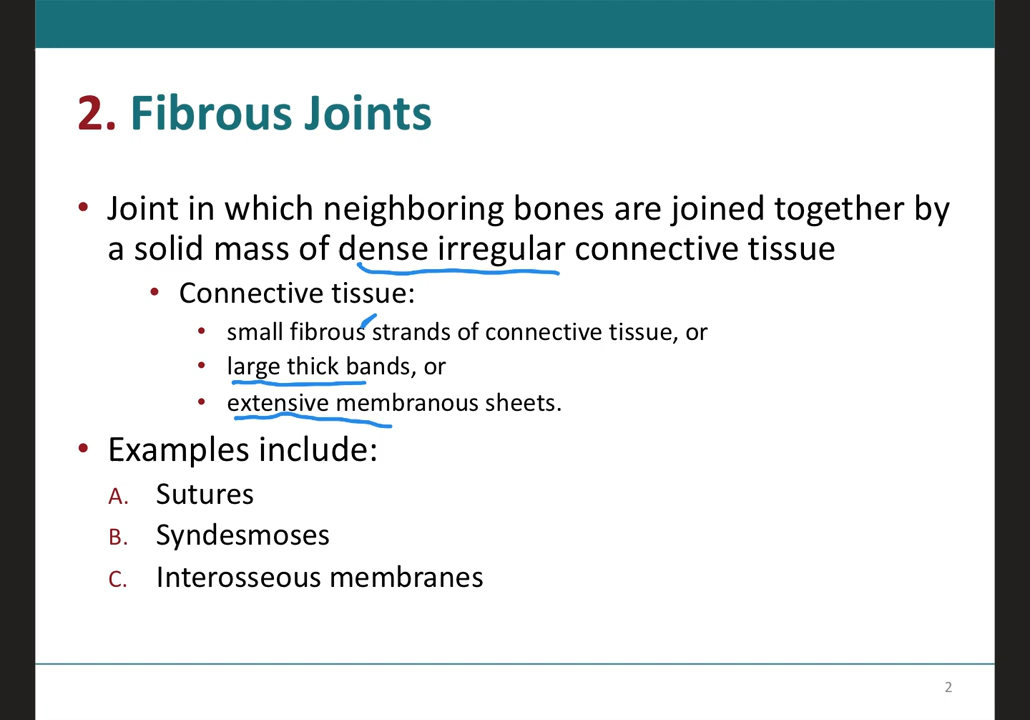 2. Fibrous Joints
• Joint in which neighboring bones are joined together by
a solid mass of dense irregular connective tissue
• Connective tissue:
• small fibrous strands of connective tissue, or
• large thick bands, or
• extensive membranous sheets.
• Examples include:
A. Sutures
B. Syndesmoses
C. Interosseous membranes
2